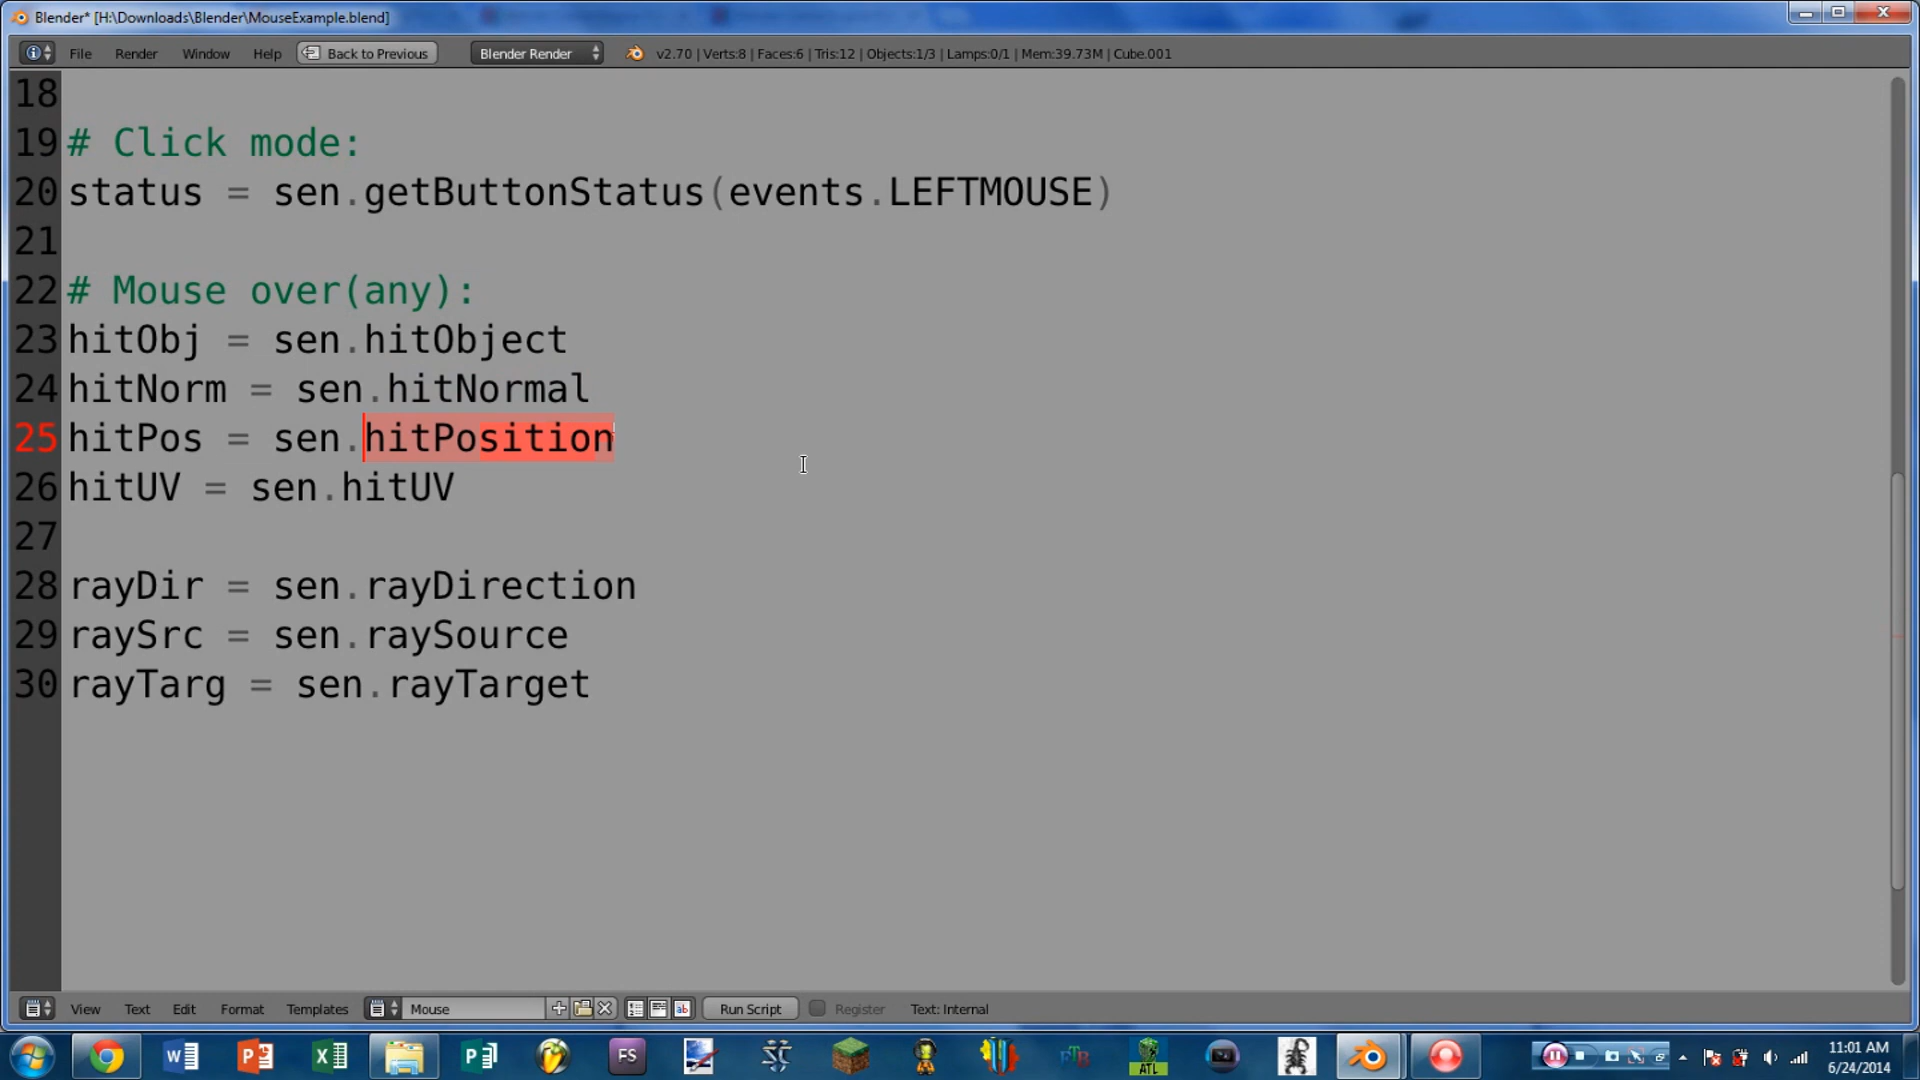 Blender* [H:\Downloads\Blender\MouseExample.blend]
File Render Window Help Back to Previous Blender Render v2.70 | Verts:8 | Faces:6 | Tris:12 | Objects:1/3 | Lamps:0/1 | Mem:39.73M | Cube.001
18
19 # Click mode:
20 status = sen.getButtonStatus(events.LEFTMOUSE)
21
22 # Mouse over(any):
23 hitObj = sen.hitObject
24 hitNorm = sen.hitNormal
25 hitPos = sen.hitPosition
26 hitUV = sen.hitUV
27
28 rayDir = sen.rayDirection
29 raySrc = sen.raySource
30 rayTarg = sen.rayTarget
View Text Edit Format Templates Mouse Run Script Register Text: Internal
FS
ATL
11:01 AM
6/24/2014